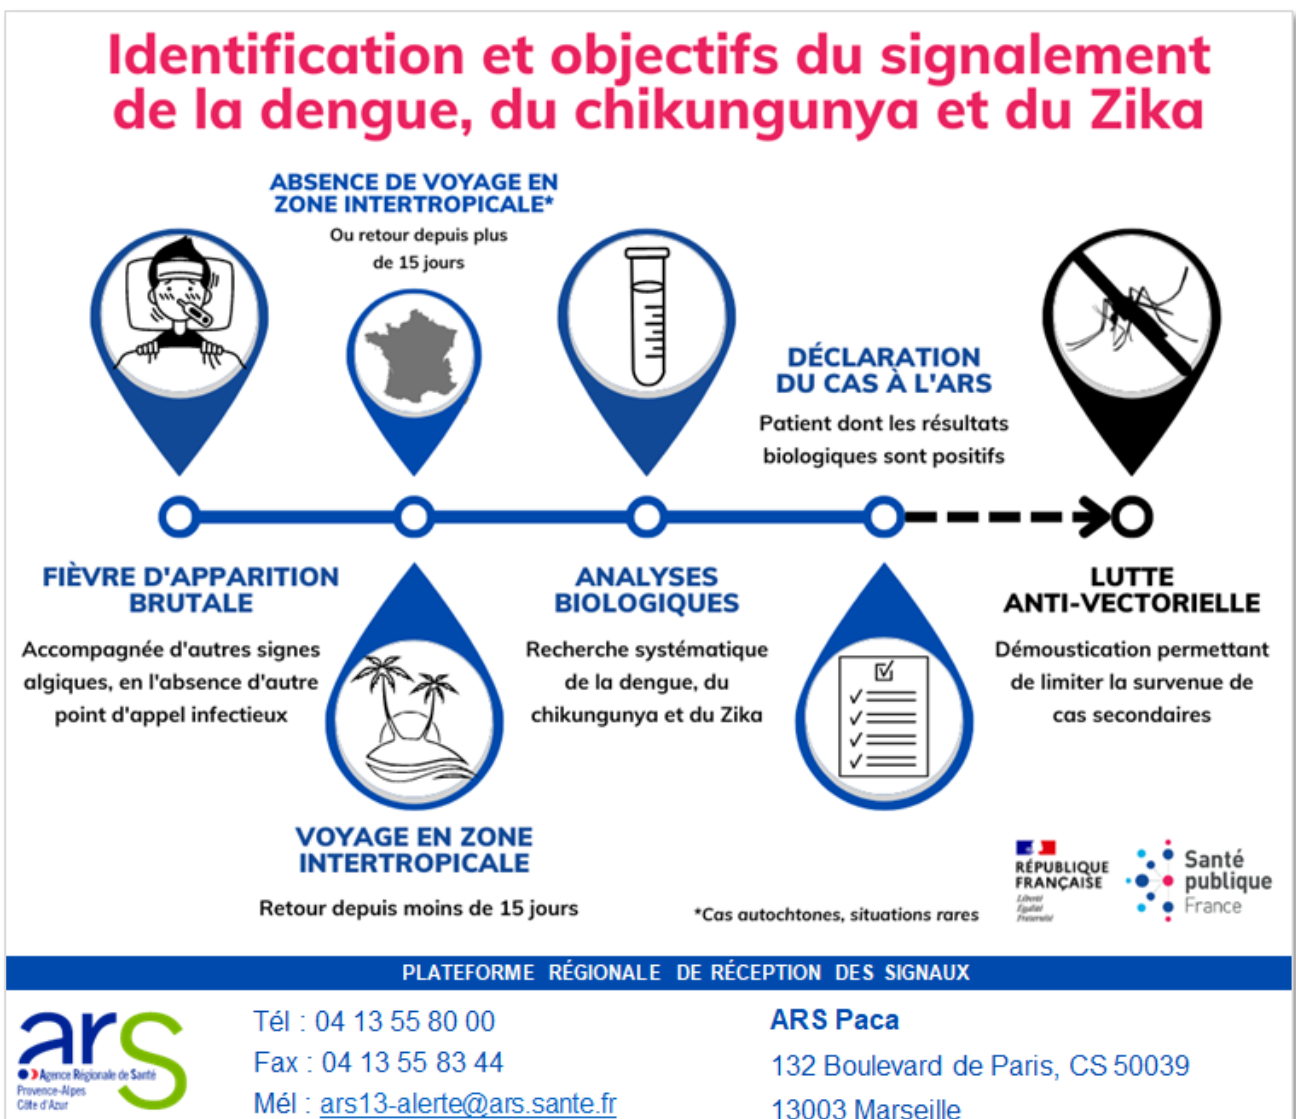 Identification et objectifs du signalement
de la dengue, du chikungunya et du Zika
ABSENCE DE VOYAGE EN
ZONE INTERTROPICALE*
Ou retour depuis plus
de 15 jours
DÉCLARATION
DU CAS À L'ARS
Patient dont les résultats
biologiques sont positifs
FIÈVRE D'APPARITION
BRUTALE
Accompagnée d'autres signes
algiques, en l'absence d'autre
point d'appel infectieux
ANALYSES
BIOLOGIQUES
Recherche systématique
de la dengue, du
chikungunya et du Zika
LUTTE
ANTI-VECTORIELLE
Démoustication permettant
de limiter la survenue de
cas secondaires
VOYAGE EN ZONE
INTERTROPICALE
Retour depuis moins de 15 jours
*Cas autochtones, situations rares
RÉPUBLIQUE
FRANÇAISE
Liberté
Égalité
Fraternité
Santé
publique
France
PLATEFORME RÉGIONALE DE RÉCEPTION DES SIGNAUX
ars
Agence Régionale de Santé
Provence-Alpes
Côte d'Azur
Tél : 04 13 55 80 00
Fax : 04 13 55 83 44
Mél : ars13-alerte@ars.sante.fr
ARS Paca
132 Boulevard de Paris, CS 50039
13003 Marseille